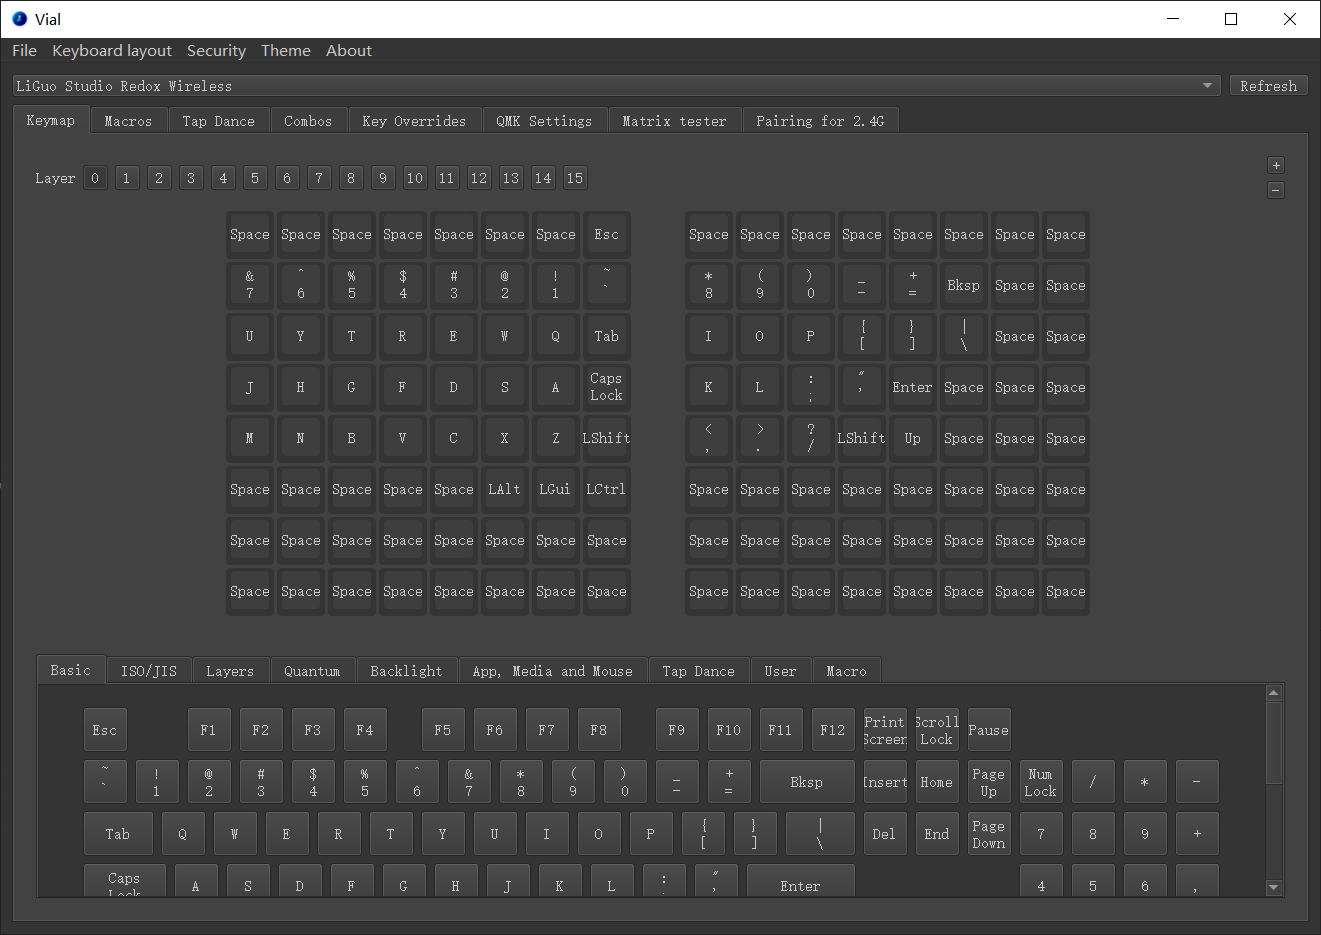 Vial
File Keyboard layout Security Theme About
LiGuo Studio Redox Wireless Refresh
Keymap Macros Tap Dance Combos Key Overrides QMK Settings Matrix tester Pairing for 2.4G
+
Layer 0 1 2 3 4 5 6 7 8 9 10 11 12 13 14 15
-
Space Space Space Space Space Space Space Esc Space Space Space Space Space Space Space Space
& ^ % $ # @ ! ~ * ( ) _ +
7 6 5 4 3 2 1 ` 8 9 0 - = Bksp Space Space
{ } |
U Y T R E W Q Tab I O P [ ] \ Space Space
Caps : "
J H G F D S A Lock K L ; ' Enter Space Space Space
< > ?
M N B V C X Z LShift , . / LShift Up Space Space Space
Space Space Space Space Space LAlt LGui LCtrl Space Space Space Space Space Space Space Space
Space Space Space Space Space Space Space Space Space Space Space Space Space Space Space Space
Space Space Space Space Space Space Space Space Space Space Space Space Space Space Space Space
Basic ISO/JIS Layers Quantum Backlight App, Media and Mouse Tap Dance User Macro
Print Scroll
Esc F1 F2 F3 F4 F5 F6 F7 F8 F9 F10 F11 F12 Screen Lock Pause
~ ! @ # $ % ^ & * ( ) _ + Page Num
` 1 2 3 4 5 6 7 8 9 0 - = Bksp Insert Home Up Lock / * -
{ } | Page
Tab Q W E R T Y U I O P [ ] \ Del End Down 7 8 9 +
Caps : "
Lock A S D F G H J K L ; ' Enter 4 5 6 ,